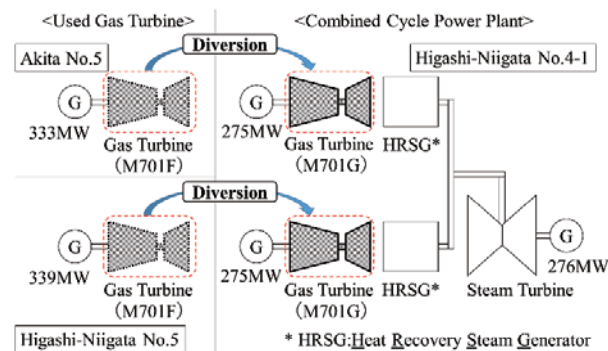 <Used Gas Turbine>
<Combined Cycle Power Plant>
Akita No.5
Diversion
Higashi-Niigata No.4-1
G
333MW
Gas Turbine
(M701F)
G
275MW
Gas Turbine
(M701G)
HRSG*
Diversion
G
339MW
Gas Turbine
(M701F)
G
275MW
Gas Turbine
(M701G)
HRSG*
G
276MW
Steam Turbine
Higashi-Niigata No.5
* HRSG:Heat Recovery Steam Generator